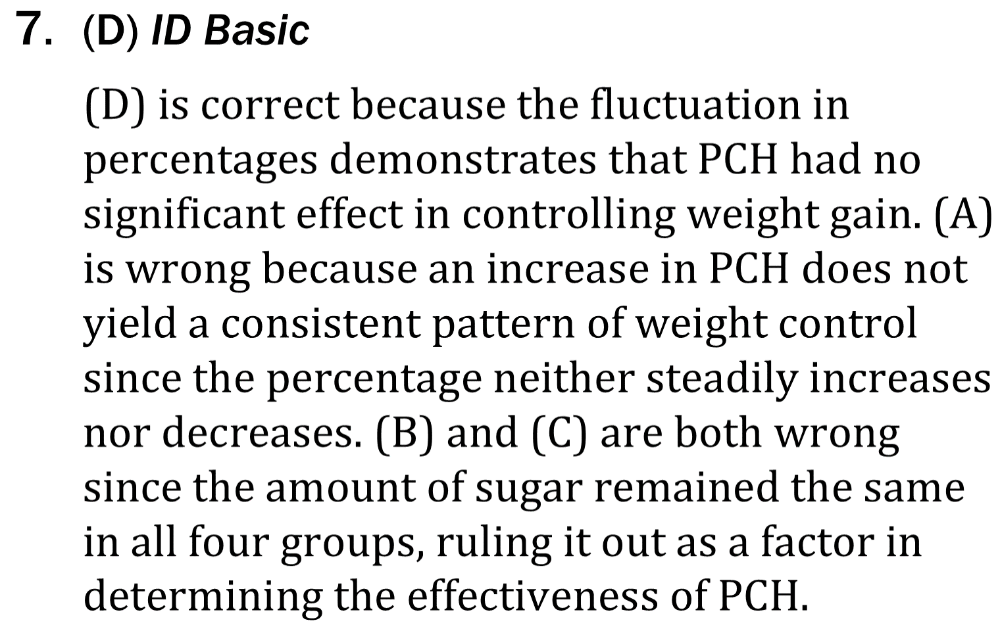 7. (D) ID Basic
(D) is correct because the fluctuation in
percentages demonstrates that PCH had no
significant effect in controlling weight gain. (A)
is wrong because an increase in PCH does not
yield a consistent pattern of weight control
since the percentage neither steadily increases
nor decreases. (B) and (C) are both wrong
since the amount of sugar remained the same
in all four groups, ruling it out as a factor in
determining the effectiveness of PCH.